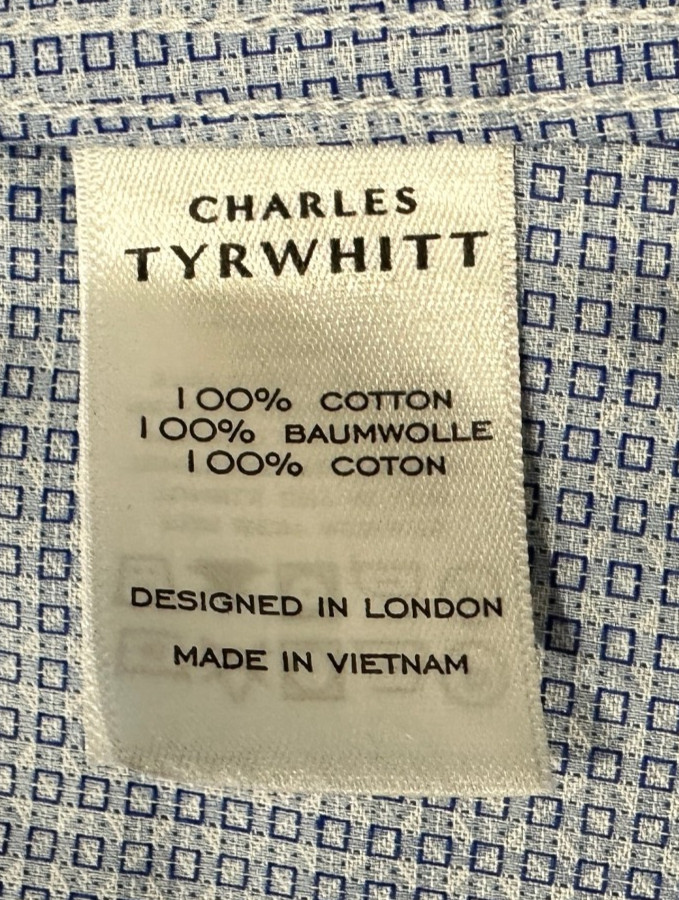 CHARLES
TYRWHITT
100% COTTON
100% BAUMWOLLE
100% COTON
DESIGNED IN LONDON
MADE IN VIETNAM